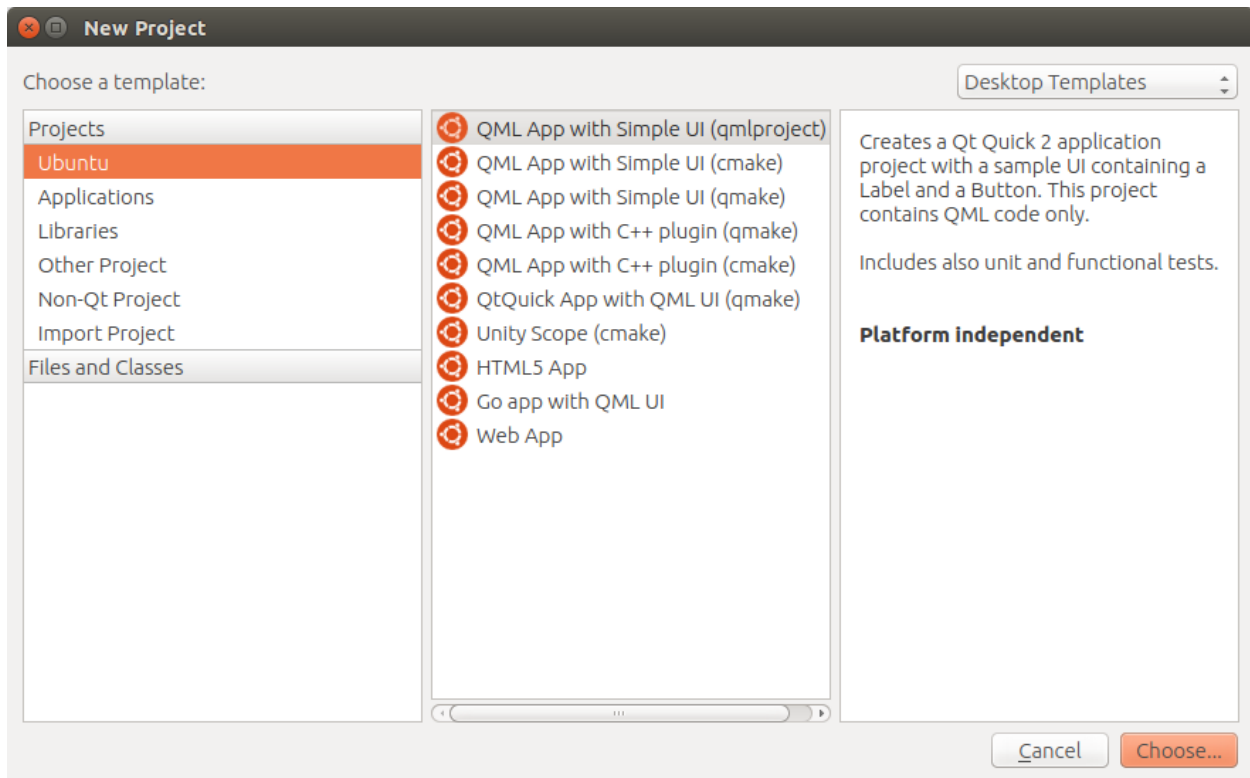 New Project
Choose a template:
Desktop Templates
Projects
Ubuntu
Applications
Libraries
Other Project
Non-Qt Project
Import Project
Files and Classes
QML App with Simple UI (qmlproject)
QML App with Simple UI (cmake)
QML App with Simple UI (qmake)
QML App with C++ plugin (qmake)
QML App with C++ plugin (cmake)
QtQuick App with QML UI (qmake)
Unity Scope (cmake)
HTML5 App
Go app with QML UI
Web App
Creates a Qt Quick 2 application
project with a sample UI containing a
Label and a Button. This project
contains QML code only.
Includes also unit and functional tests.
Platform independent
Cancel
Choose...